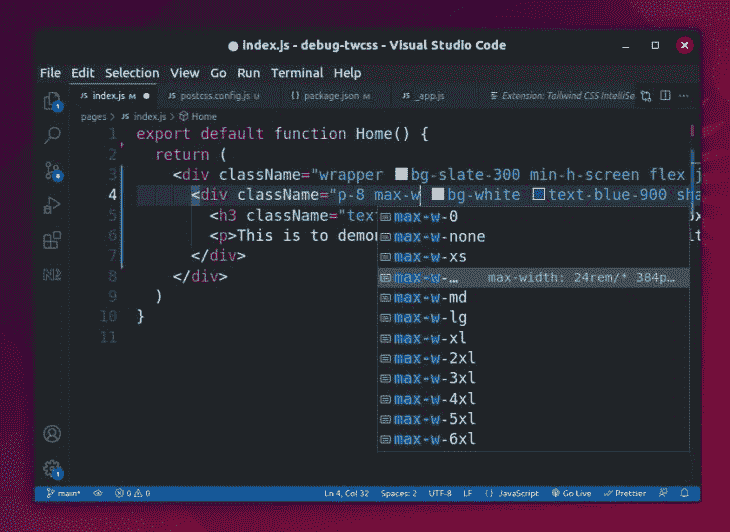 index.js - debug-twcss - Visual Studio Code
File Edit Selection View Go Run Terminal Help
JS index.js M JS postcss.config.js U {} package.json M JS _app.js Extension: Tailwind CSS IntelliSe
pages > JS index.js > Home
1 export default function Home() {
2 return (
3 <div className="wrapper bg-slate-300 min-h-screen flex j
4 <div className="p-8 max-w bg-white text-blue-900 sha
5 <h3 className="tex
6 <p>This is to demo
7 </div>
8 </div>
9 )
10 }
11
max-w-0
max-w-none
max-w-xs
max-w-… max-width: 24rem/* 384p…
max-w-md
max-w-lg
max-w-xl
max-w-2xl
max-w-3xl
max-w-4xl
max-w-5xl
max-w-6xl
main* 0 0 Ln 4, Col 32 Spaces: 2 UTF-8 LF {} JavaScript Go Live Prettier